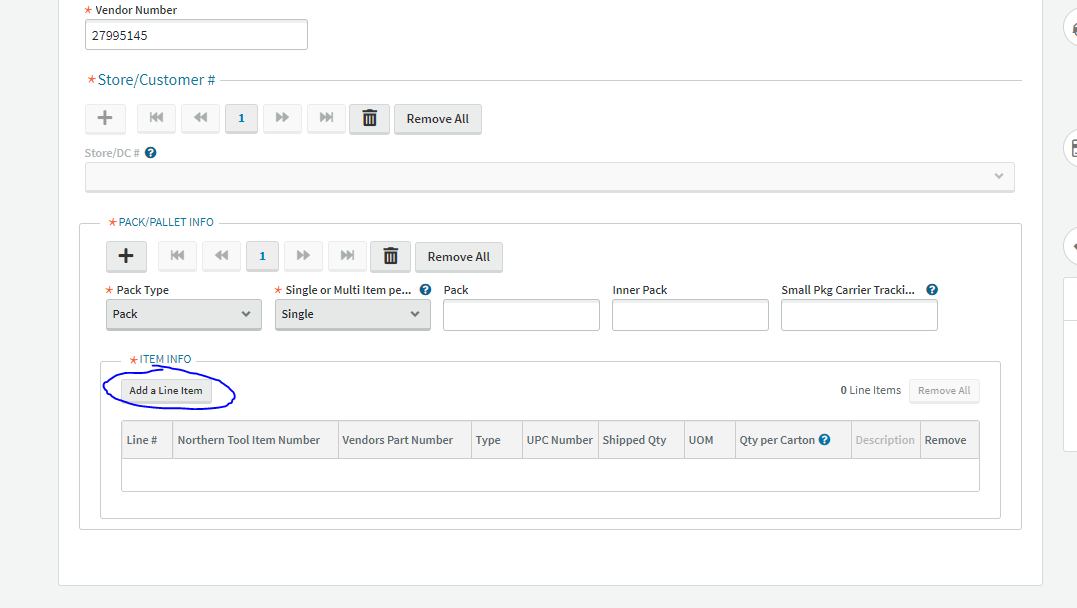 * Vendor Number
27995145
* Store/Customer #
1
Remove All
Store/DC # ?
* PACK/PALLET INFO
1
Remove All
* Pack Type
* Single or Multi Item pe... ?
Pack
Inner Pack
Small Pkg Carrier Tracki... ?
Pack
Single
* ITEM INFO
Add a Line Item
0 Line Items
Remove All
Line #
Northern Tool Item Number
Vendors Part Number
Type
UPC Number
Shipped Qty
UOM
Qty per Carton ?
Description
Remove